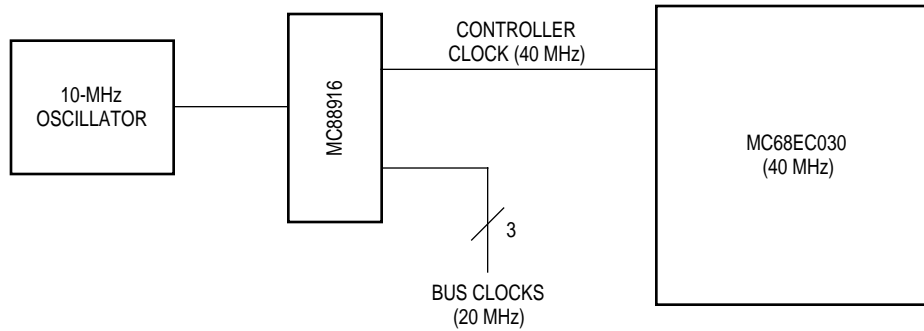 10-MHz
OSCILLATOR
MC88916
CONTROLLER
CLOCK (40 MHz)
3
BUS CLOCKS
(20 MHz)
MC68EC030
(40 MHz)